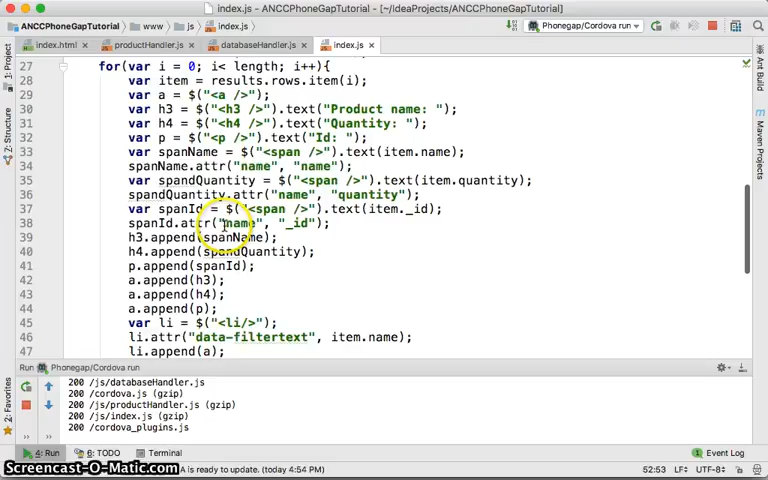 index.js - ANCCPhoneGapTutorial - [~/IdeaProjects/ANCCPhoneGapTutorial]
ANCCPhoneGapTutorial www js index.js Phonegap/Cordova run
index.html productHandler.js databaseHandler.js index.js
27 for(var i = 0; i< length; i++){
28 var item = results.rows.item(i);
29 var a = $("<a />");
30 var h3 = $("<h3 />").text("Product name: ");
31 var h4 = $("<h4 />").text("Quantity: ");
32 var p = $("<p />").text("Id: ");
33 var spanName = $("<span />").text(item.name);
34 spanName.attr("name", "name");
35 var spandQuantity = $("<span />").text(item.quantity);
36 spandQuantity.attr("name", "quantity");
37 var spanId = $("<span />").text(item._id);
38 spanId.attr("name", "_id");
39 h3.append(spanName);
40 h4.append(spandQuantity);
41 p.append(spanId);
42 a.append(h3);
43 a.append(h4);
44 a.append(p);
45 var li = $("<li/>");
46 li.attr("data-filtertext", item.name);
47 li.append(a);
1: Project
7: Structure
2: Favorites
Ant Build
Maven Projects
Run Phonegap/Cordova run
200 /js/databaseHandler.js
200 /cordova.js (gzip)
200 /js/productHandler.js (gzip)
200 /js/index.js (gzip)
200 /cordova_plugins.js
4: Run 6: TODO Terminal Event Log
A is ready to update. (today 4:54 PM) 52:53 LF÷ UTF-8÷
Screencast-O-Matic.com